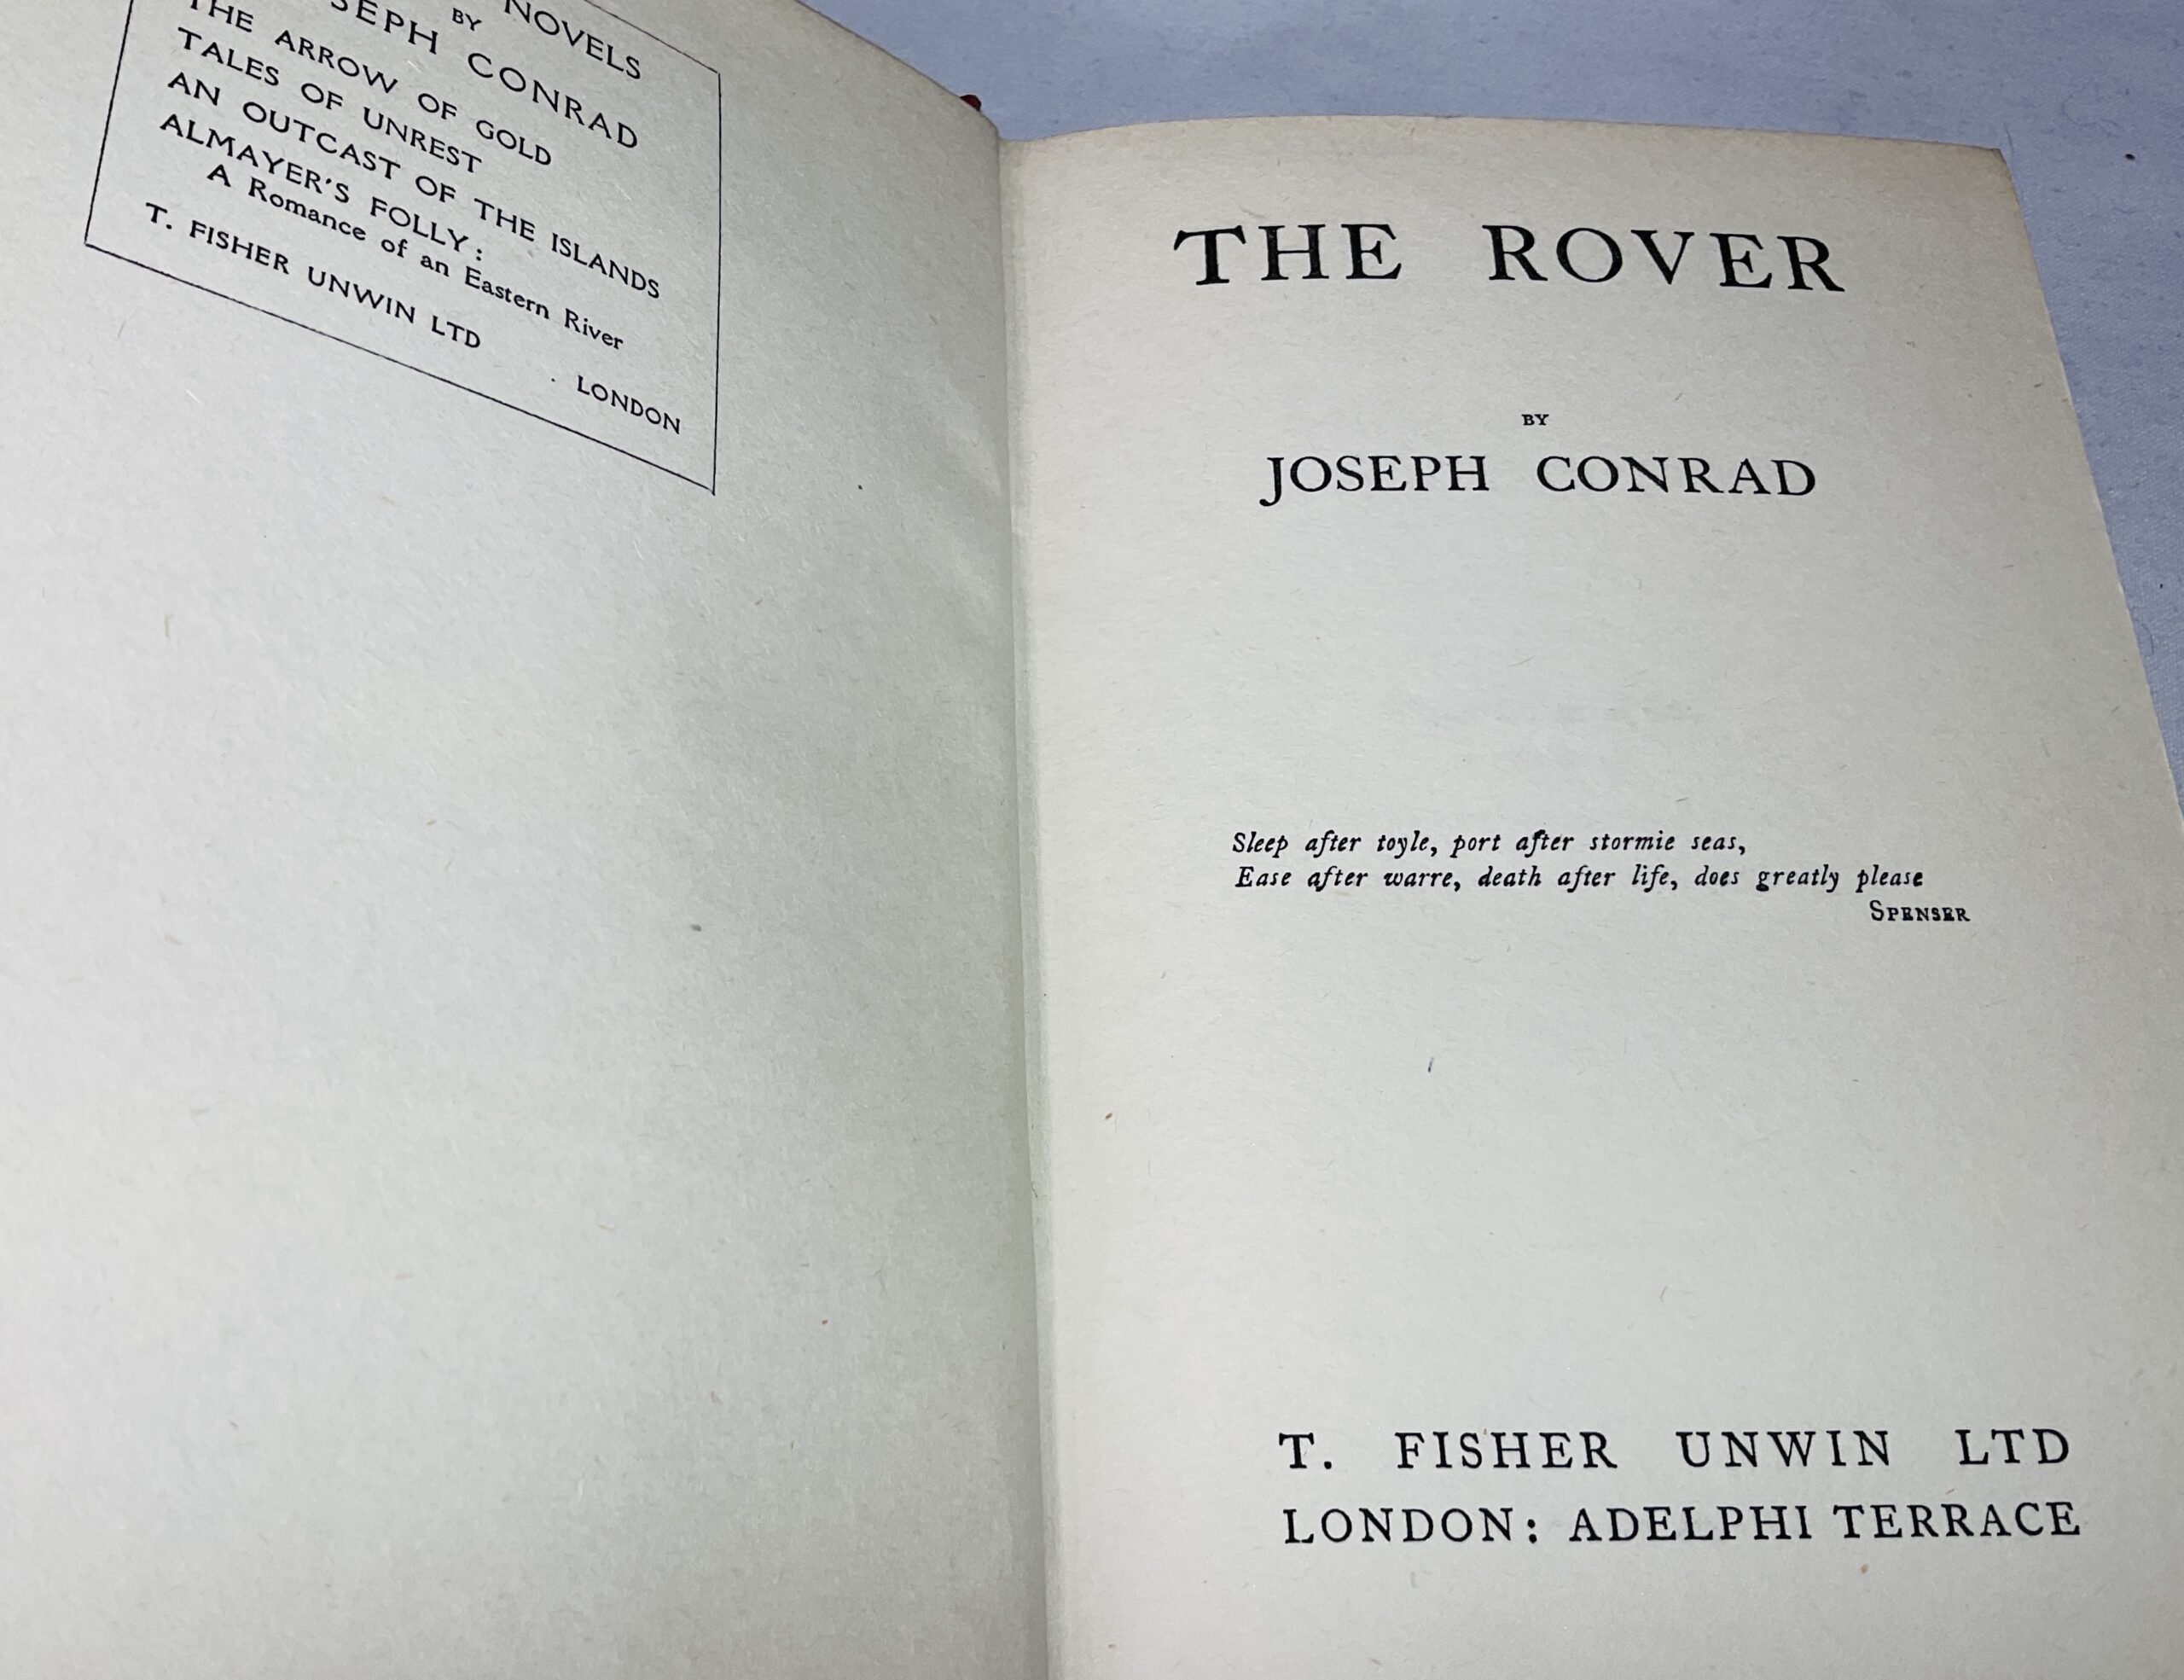 NOVELS
BY
SEPH CONRAD
THE ARROW OF GOLD
TALES OF UNREST
AN OUTCAST OF THE ISLANDS
ALMAYER'S FOLLY:
A Romance of an Eastern River
T. FISHER UNWIN LTD
LONDON
THE ROVER
BY
JOSEPH CONRAD
Sleep after toyle, port after stormie seas,
Ease after warre, death after life, does greatly please
SPENSER
T. FISHER UNWIN LTD
LONDON: ADELPHI TERRACE